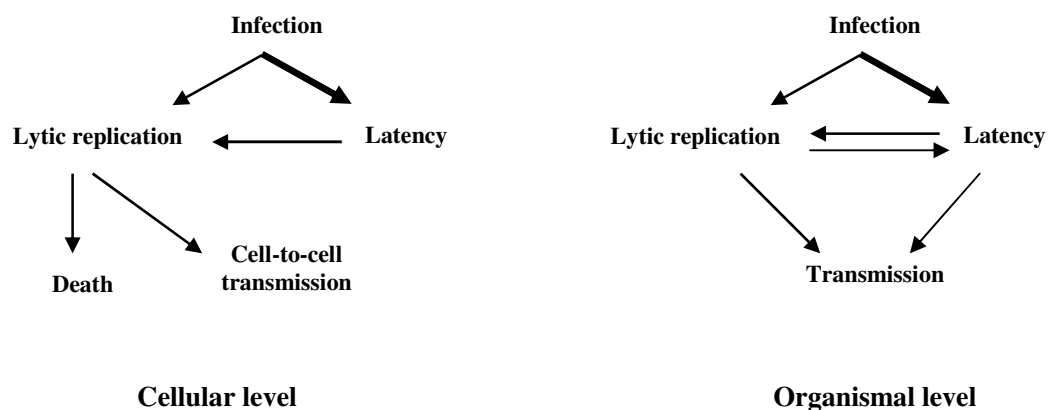 Infection
Lytic replication
Latency
Death
Cell-to-cell
transmission
Cellular level
Infection
Lytic replication
Latency
Transmission
Organismal level